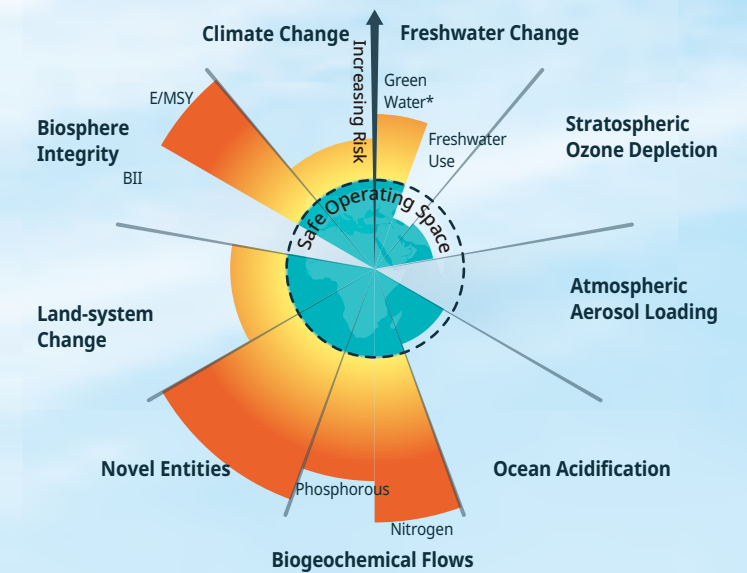 Climate Change
Freshwater Change
Increasing Risk
Green
Water*
Freshwater
Use
E/MSY
Biosphere
Integrity
BII
Stratospheric
Ozone Depletion
Safe Operating Space
Land-system
Change
Atmospheric
Aerosol Loading
Novel Entities
Phosphorous
Ocean Acidification
Nitrogen
Biogeochemical Flows